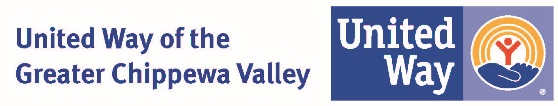 United Way of the
Greater Chippewa Valley
United
Way
®